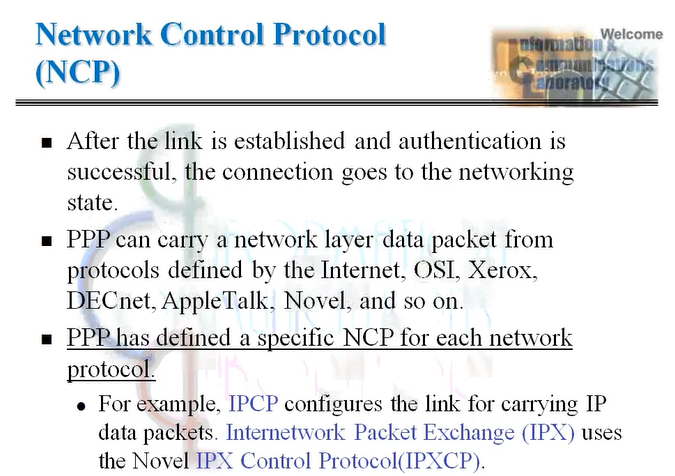 Network Control Protocol
(NCP)
Welcome
Information &
Communications
Laboratory
■ After the link is established and authentication is
successful, the connection goes to the networking
state.
■ PPP can carry a network layer data packet from
protocols defined by the Internet, OSI, Xerox,
DECnet, AppleTalk, Novel, and so on.
■ PPP has defined a specific NCP for each network
protocol.
● For example, IPCP configures the link for carrying IP
data packets. Internetwork Packet Exchange (IPX) uses
the Novel IPX Control Protocol(IPXCP).